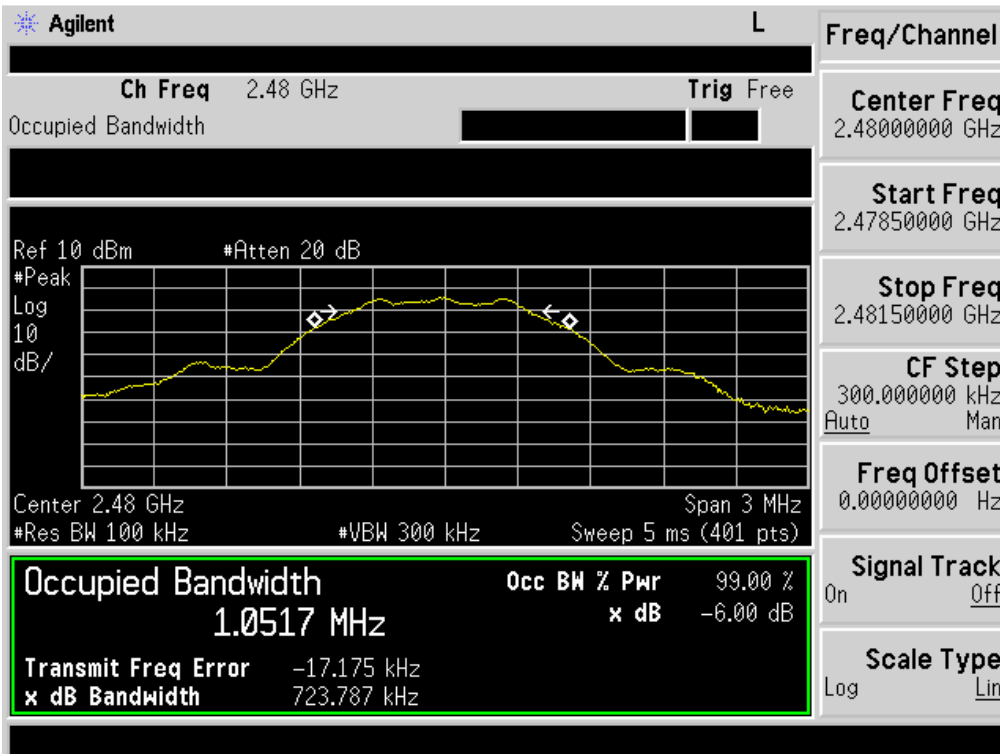 Agilent
L
Freq/Channel
Ch Freq 2.48 GHz Trig Free
Occupied Bandwidth
Center Freq
2.48000000 GHz
Start Freq
2.47850000 GHz
Stop Freq
2.48150000 GHz
CF Step
300.000000 kHz
Auto Man
Freq Offset
0.00000000 Hz
Signal Track
On Off
Scale Type
Log Lin
Ref 10 dBm #Atten 20 dB
#Peak
Log
10
dB/
Center 2.48 GHz Span 3 MHz
#Res BW 100 kHz #VBW 300 kHz Sweep 5 ms (401 pts)
Occupied Bandwidth
1.0517 MHz
Occ BW % Pwr 99.00 %
x dB -6.00 dB
Transmit Freq Error -17.175 kHz
x dB Bandwidth 723.787 kHz